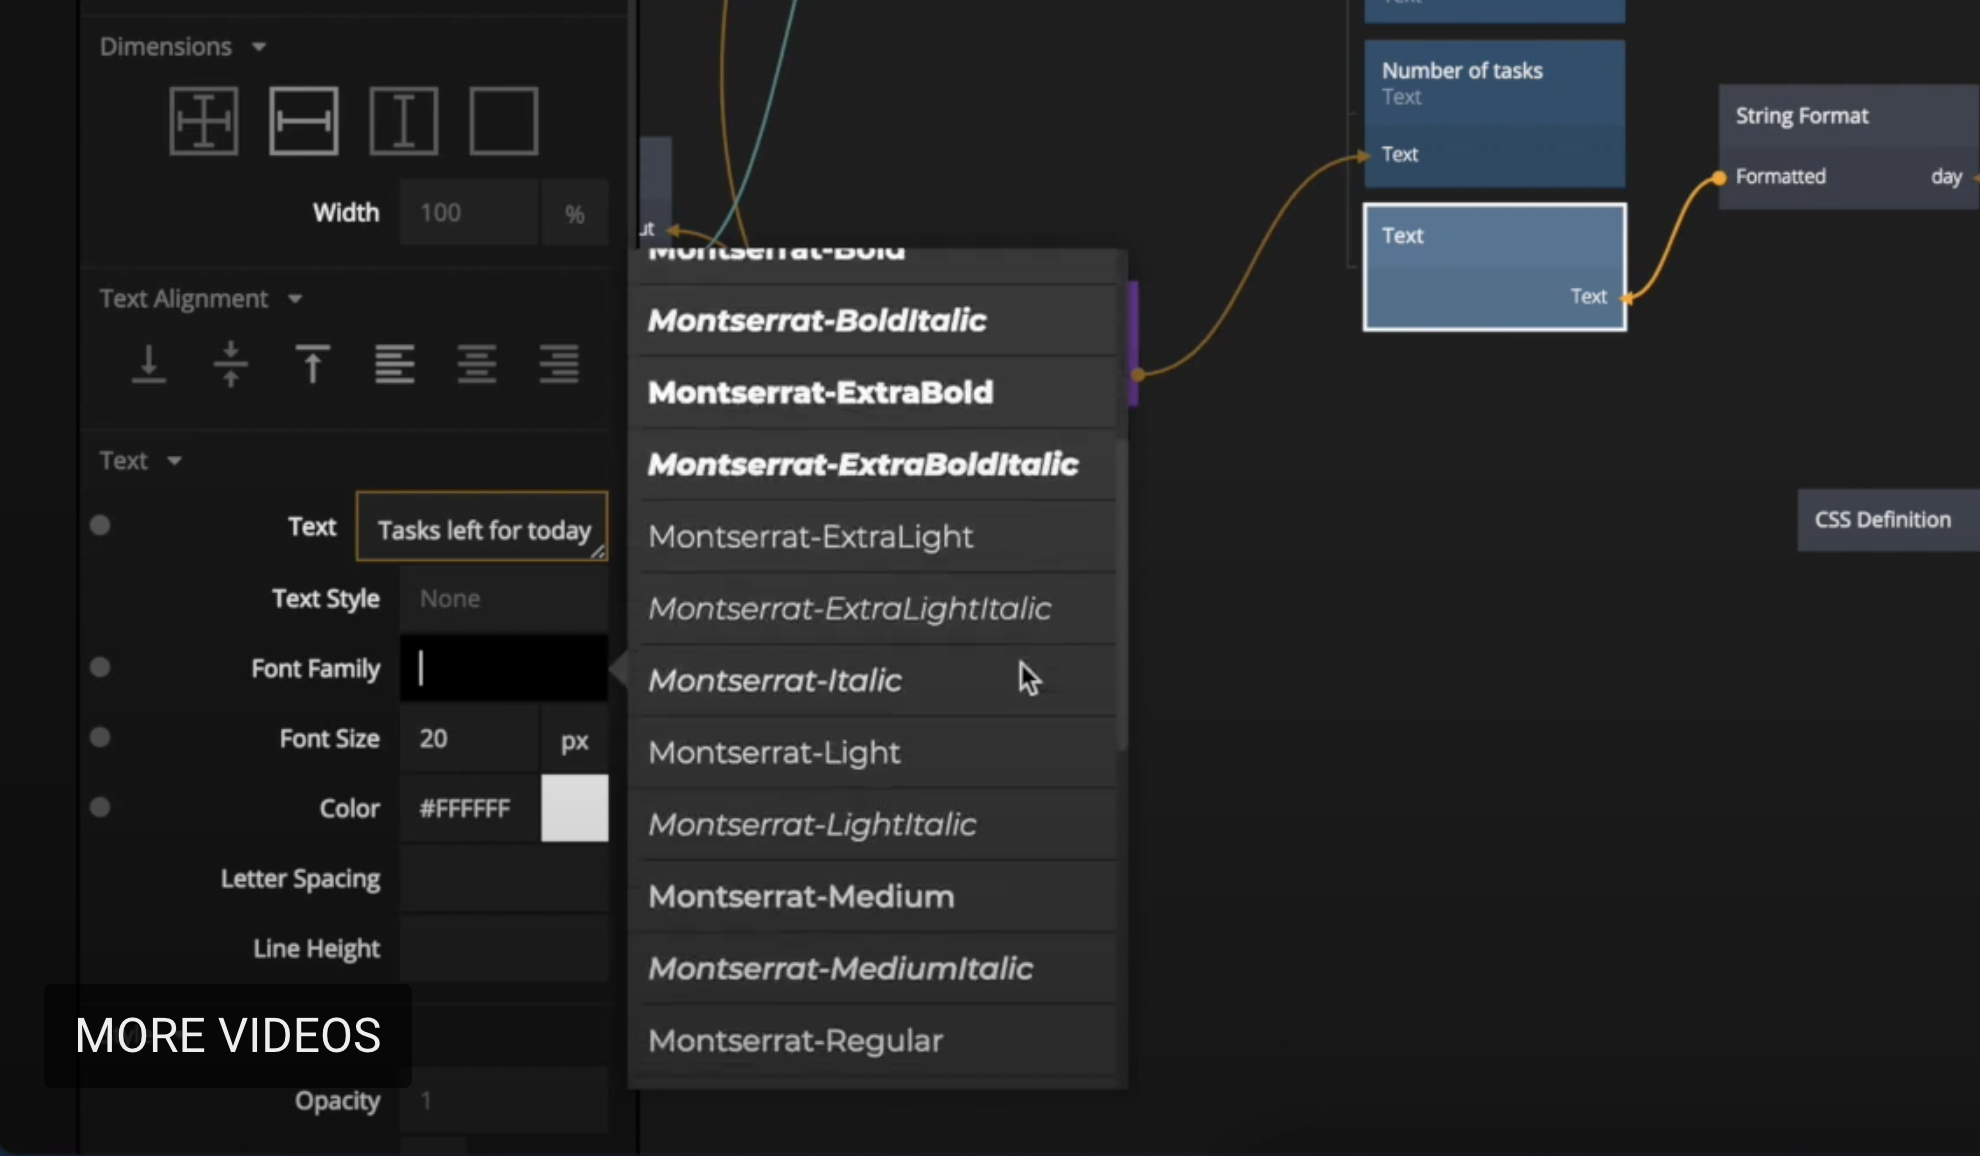 Dimensions
Width 100 %
Text Alignment
Text
Text Tasks left for today
Text Style None
Font Family
Font Size 20 px
Color #FFFFFF
Letter Spacing
Line Height
MORE VIDEOS
Opacity 1
ut
Montserrat-Bold
Montserrat-BoldItalic
Montserrat-ExtraBold
Montserrat-ExtraBoldItalic
Montserrat-ExtraLight
Montserrat-ExtraLightItalic
Montserrat-Italic
Montserrat-Light
Montserrat-LightItalic
Montserrat-Medium
Montserrat-MediumItalic
Montserrat-Regular
Text
Number of tasks
Text
Text
Text
Text
String Format
Formatted day
CSS Definition